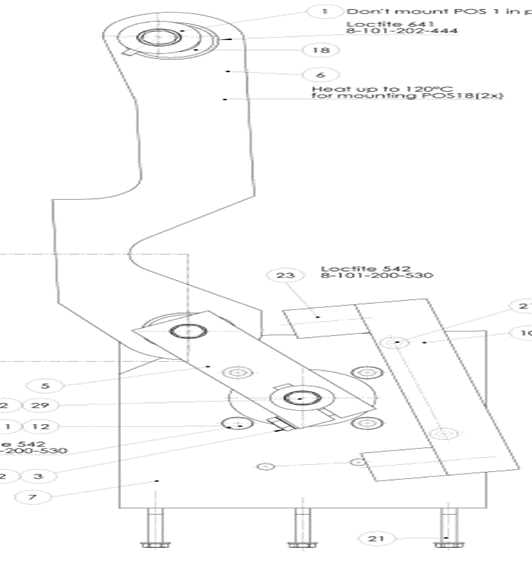 1 Don't mount POS 1 in p
Loctite 641
8-101-202-444
18
6
Heat up to 120°C
for mounting POS18(2x)
23 Loctite 542
8-101-200-530
2
10
5
2 29
1 12
e 542
-200-530
2 3
7
21